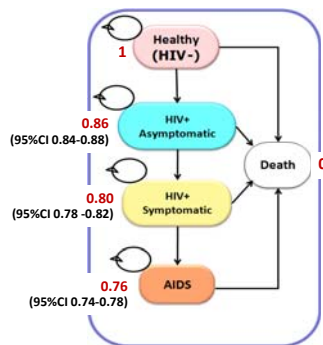 Healthy
(HIV-)
1
0.86
(95%CI 0.84-0.88)
HIV+
Asymptomatic
Death
0
0.80
(95%CI 0.78 -0.82)
HIV+
Symptomatic
0.76
(95%CI 0.74-0.78)
AIDS